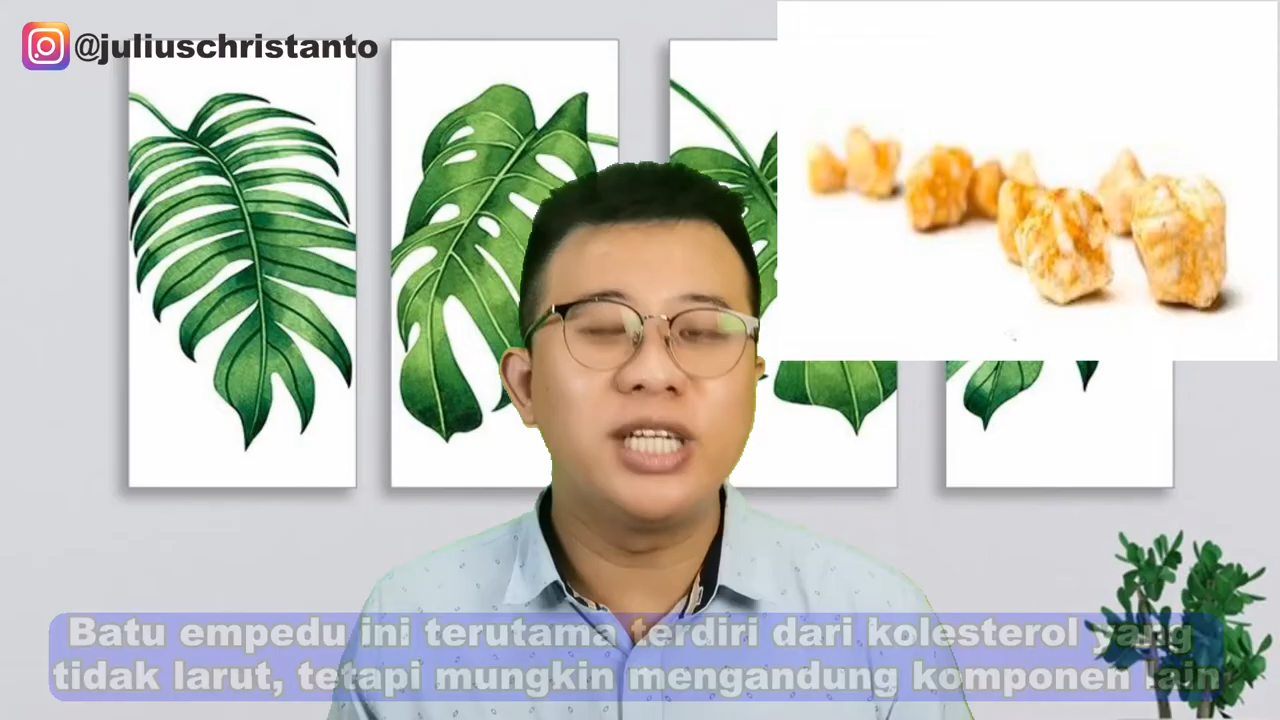 @juliuschristanto
Batu empedu ini terutama terdiri dari kolesterol yang
tidak larut, tetapi mungkin mengandung komponen lain